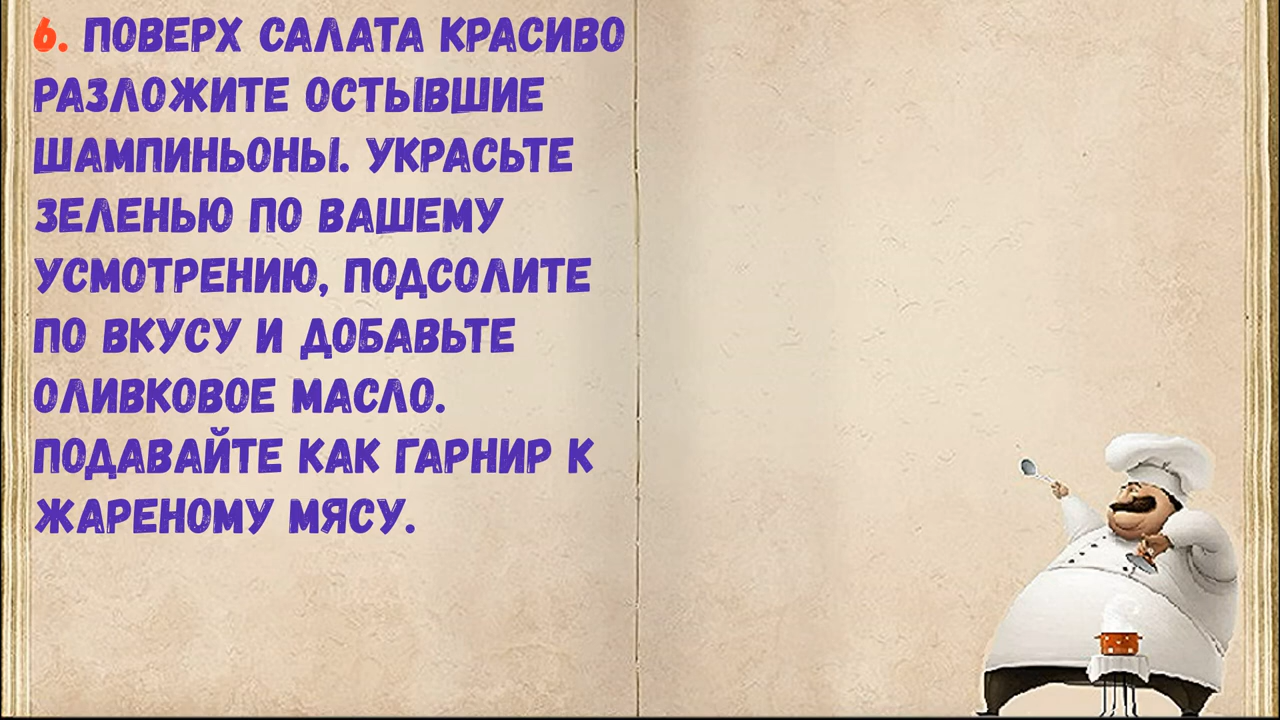 6. ПОВЕРХ САЛАТА КРАСИВО
РАЗЛОЖИТЕ ОСТЫВШИЕ
ШАМПИНЬОНЫ. УКРАСЬТЕ
ЗЕЛЕНЬЮ ПО ВАШЕМУ
УСМОТРЕНИЮ, ПОДСОЛИТЕ
ПО ВКУСУ И ДОБАВЬТЕ
ОЛИВКОВОЕ МАСЛО.
ПОДАВАЙТЕ КАК ГАРНИР К
ЖАРЕНОМУ МЯСУ.